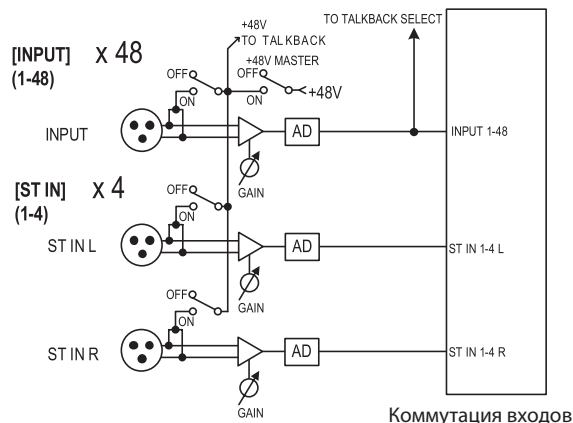 TO TALKBACK SELECT
+48V
TO TALKBACK
[INPUT] x 48
(1-48)
+48V MASTER
OFF
OFF
ON
ON
+48V
INPUT
AD
INPUT 1-48
GAIN
[ST IN] x 4
(1-4)
OFF
ON
ST IN L
AD
ST IN 1-4 L
GAIN
OFF
ON
ST IN R
AD
ST IN 1-4 R
GAIN
Коммутация входов